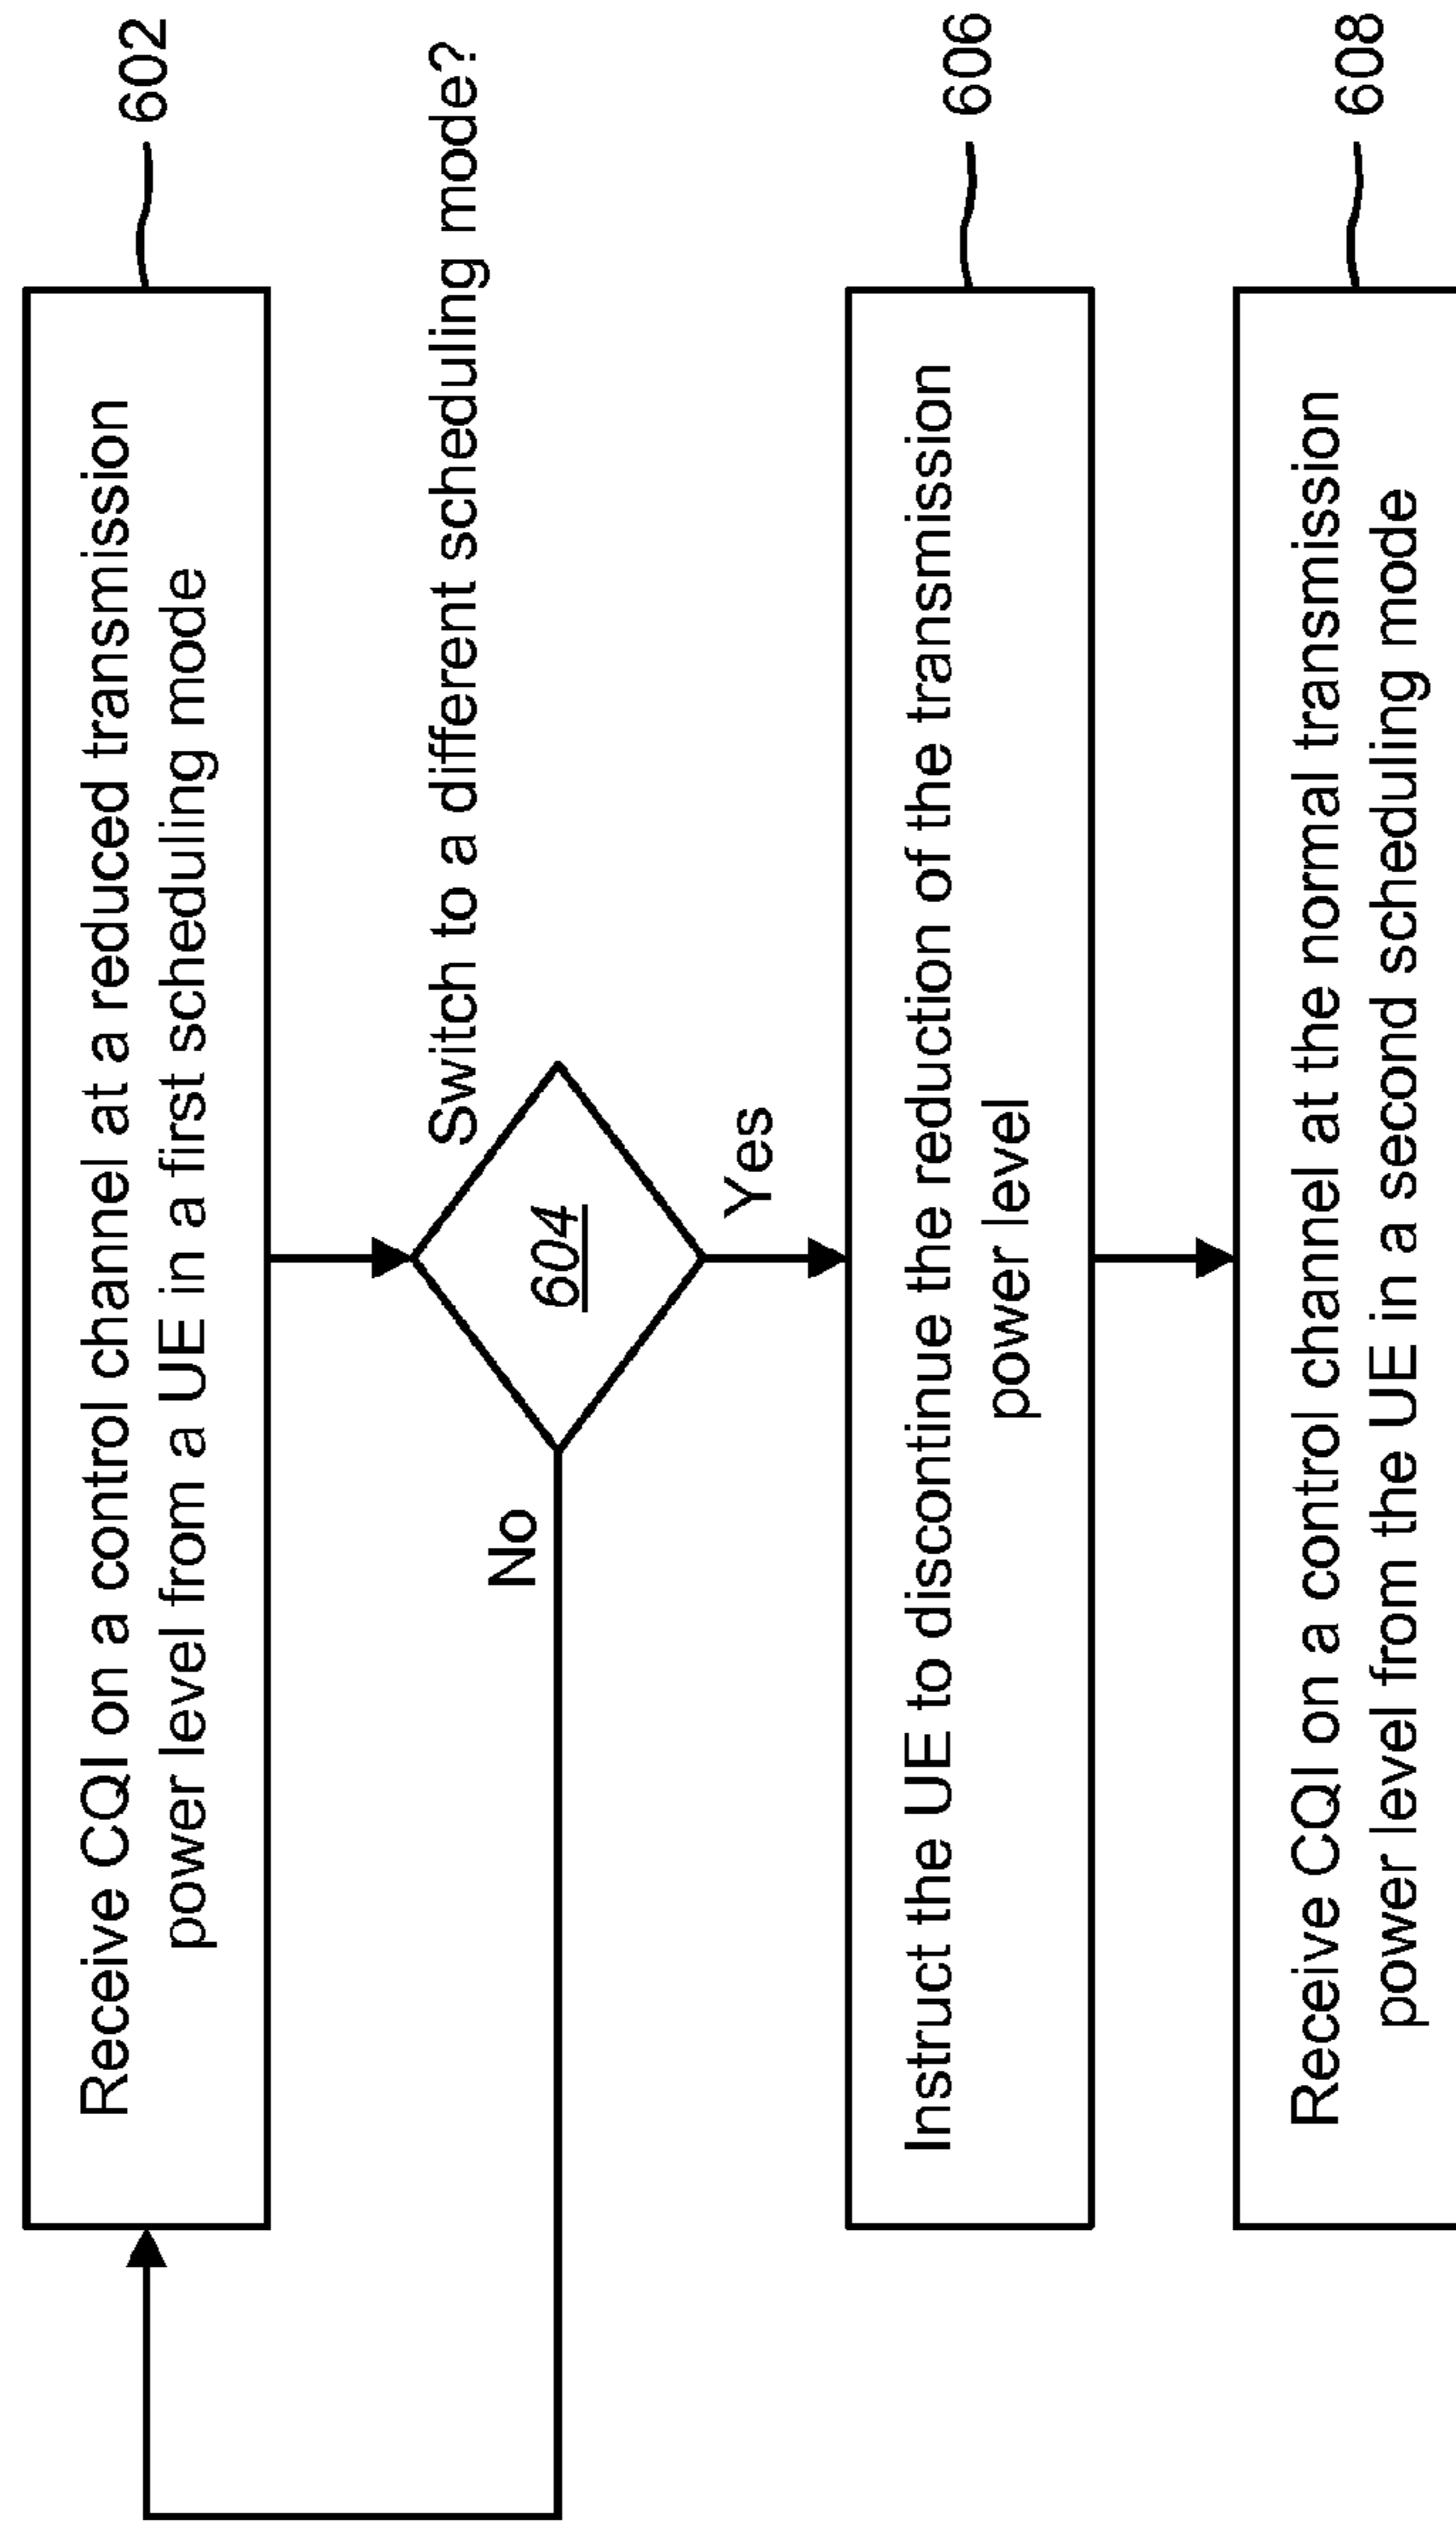 Receive CQI on a control channel at a reduced transmission
power level from a UE in a first scheduling mode
602
Switch to a different scheduling mode?
604
No
Yes
Instruct the UE to discontinue the reduction of the transmission
power level
606
Receive CQI on a control channel at the normal transmission
power level from the UE in a second scheduling mode
608